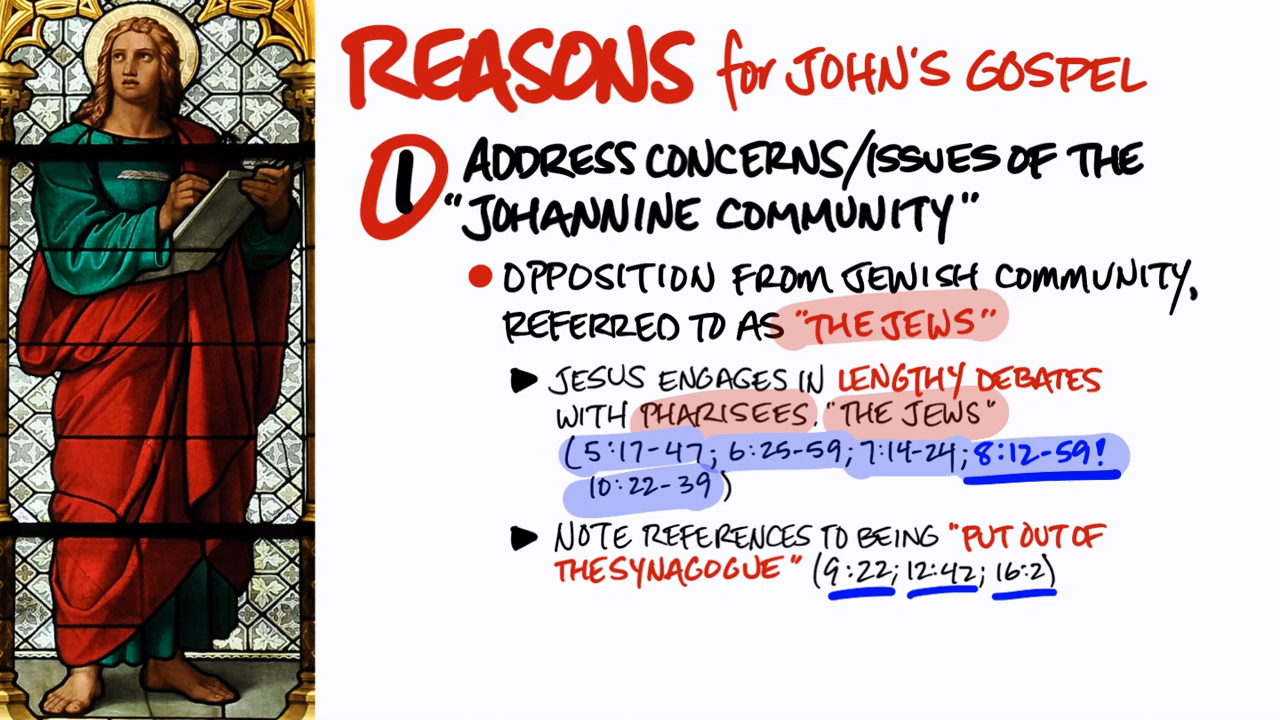 REASONS for JOHN'S GOSPEL
1 ADDRESS CONCERNS/ISSUES OF THE
"JOHANNINE COMMUNITY"
• OPPOSITION FROM JEWISH COMMUNITY,
REFERRED TO AS "THE JEWS"
▶ JESUS ENGAGES IN LENGTHY DEBATES
WITH PHARISEES, "THE JEWS"
(5:17-47; 6:25-59; 7:14-24; 8:12-59!
10:22-39)
▶ NOTE REFERENCES TO BEING "PUT OUT OF
THE SYNAGOGUE" (9:22; 12:42; 16:2)